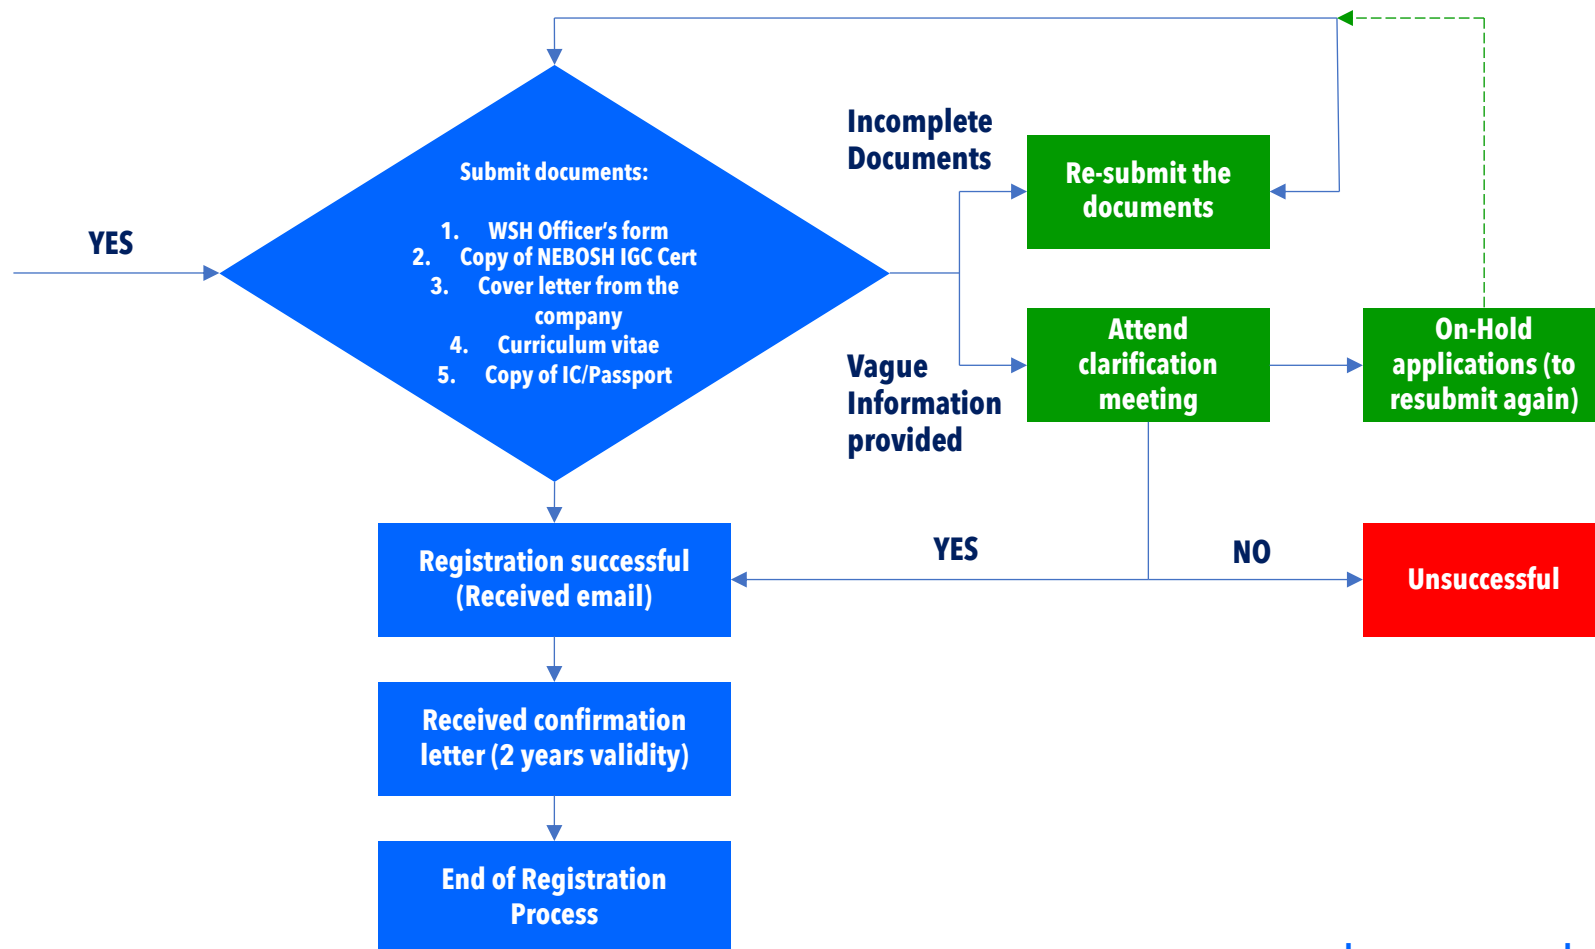 Incomplete
Documents
Re-submit the
documents
Submit documents:
1. WSH Officer’s form
2. Copy of NEBOSH IGC Cert
3. Cover letter from the
company
4. Curriculum vitae
5. Copy of IC/Passport
YES
Attend
clarification
meeting
On-Hold
applications (to
resubmit again)
Vague
Information
provided
Registration successful
(Received email)
YES
NO
Unsuccessful
Received confirmation
letter (2 years validity)
End of Registration
Process